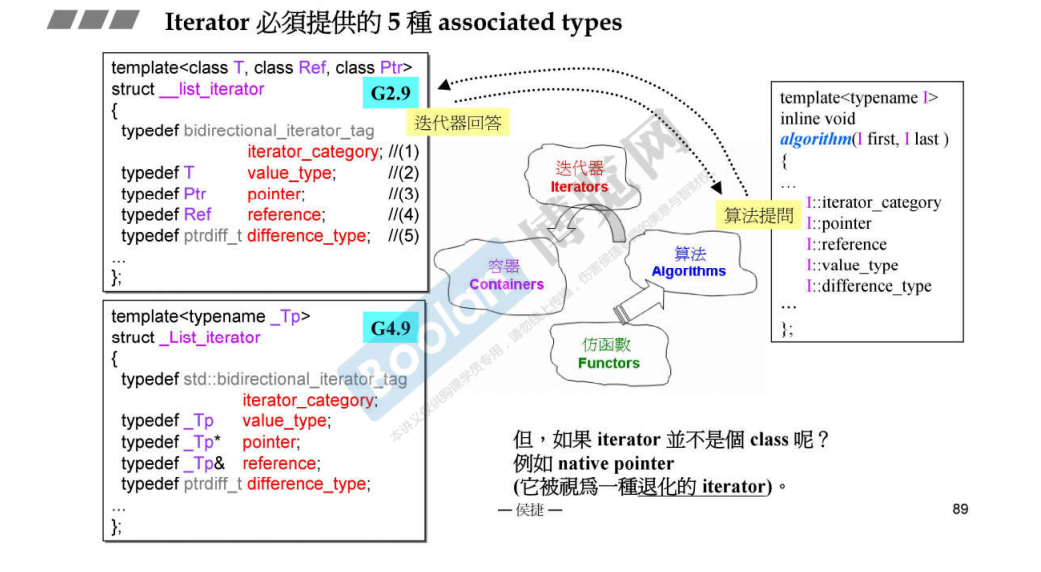 Iterator 必須提供的 5 種 associated types
template<class T, class Ref, class Ptr>
struct __list_iterator
{
G2.9
typedef bidirectional_iterator_tag
iterator_category; //(1)
typedef T value_type; //(2)
typedef Ptr pointer; //(3)
typedef Ref reference; //(4)
typedef ptrdiff_t difference_type; //(5)
...
};
迭代器回答
template<typename _Tp>
struct _List_iterator
{
G4.9
typedef std::bidirectional_iterator_tag
iterator_category;
typedef _Tp value_type;
typedef _Tp* pointer;
typedef _Tp& reference;
typedef ptrdiff_t difference_type;
...
};
迭代器
Iterators
容器
Containers
算法
Algorithms
仿函數
Functors
算法提問
template<typename I>
inline void
algorithm(I first, I last )
{
...
I::iterator_category
I::pointer
I::reference
I::value_type
I::difference_type
...
};
但，如果 iterator 並不是個 class 呢？
例如 native pointer
(它被視爲一種退化的 iterator)。
— 侯捷 —
89
Boolan 博览网